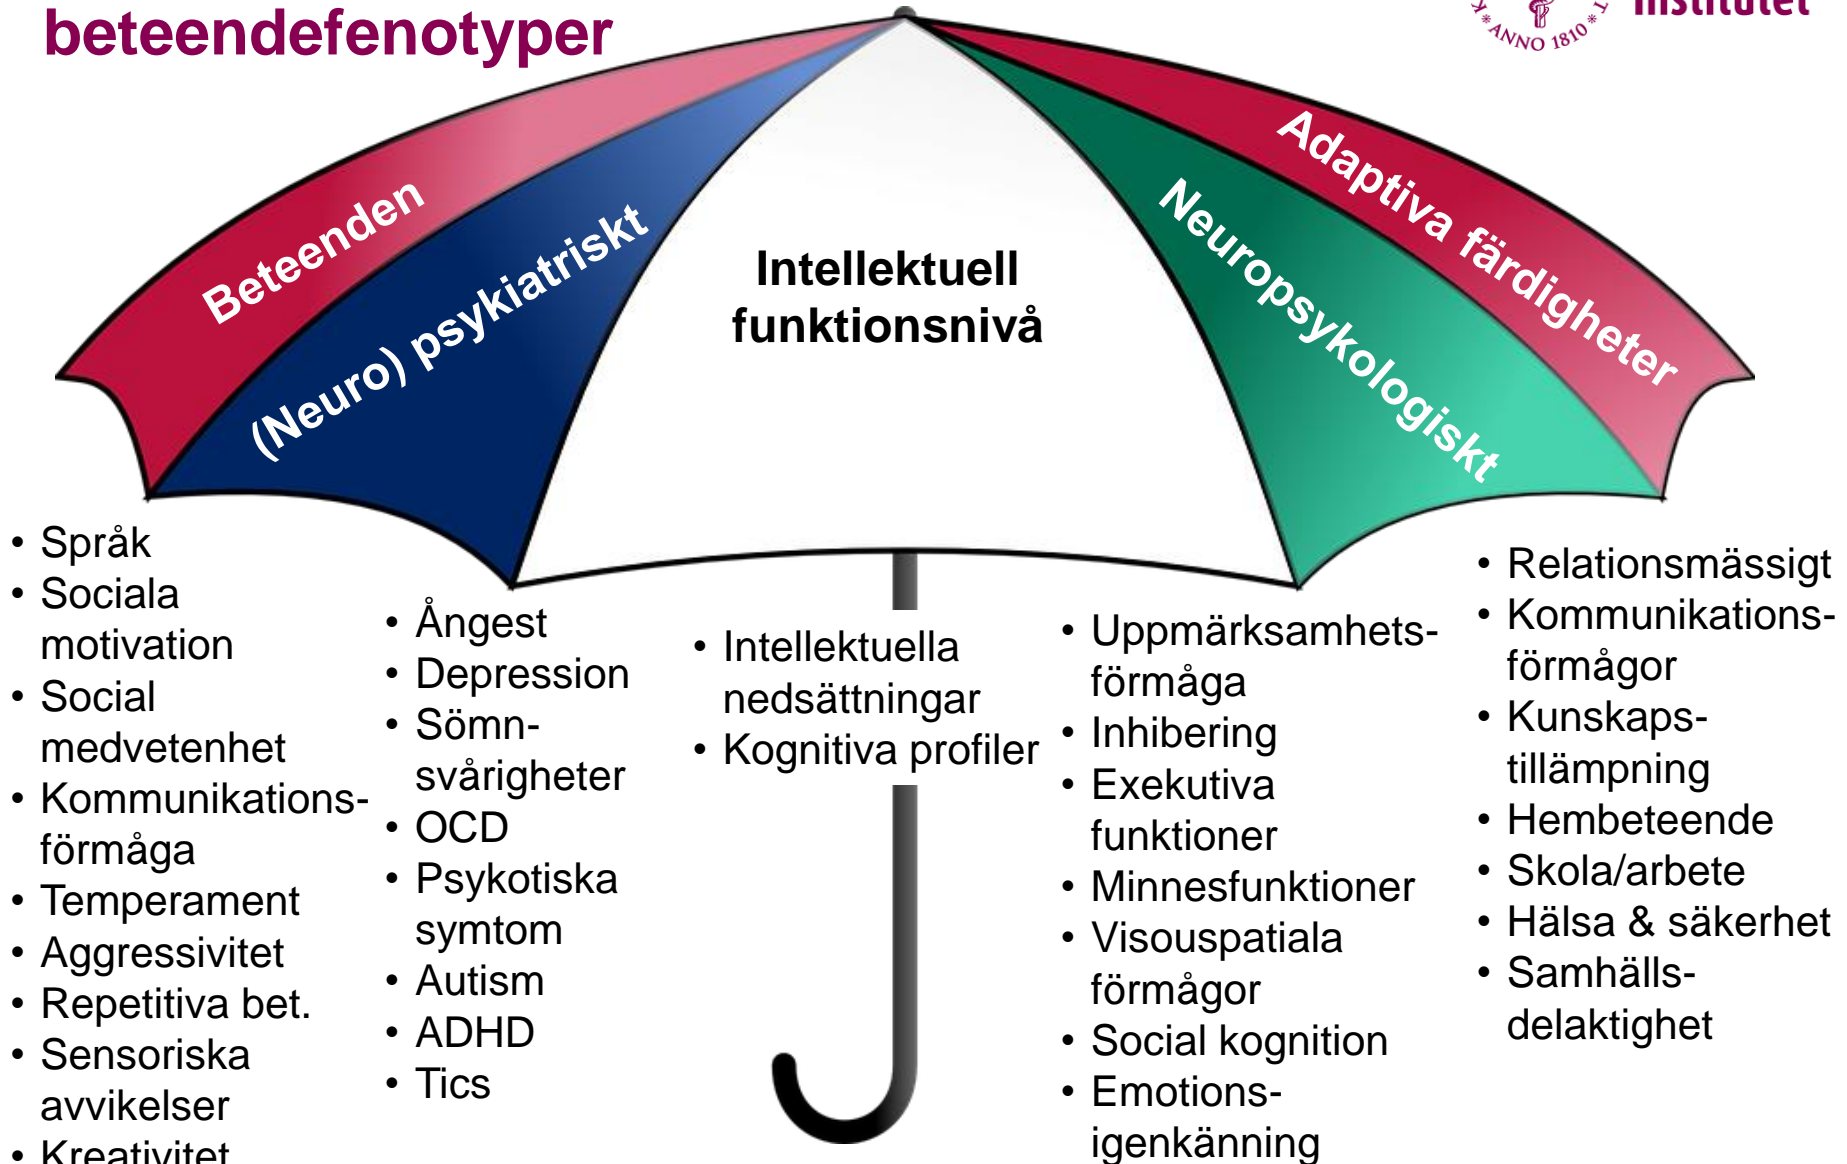 beteendefenotyper
Institutet
ANNO 1810
Beteenden
(Neuro) psykiatriskt
Intellektuell
funktionsnivå
Neuropsykologiskt
Adaptiva färdigheter
• Språk
• Sociala
motivation
• Social
medvetenhet
• Kommunikations-
förmåga
• Temperament
• Aggressivitet
• Repetitiva bet.
• Sensoriska
avvikelser
• Kreativitet
• Ångest
• Depression
• Sömn-
svårigheter
• OCD
• Psykotiska
symtom
• Autism
• ADHD
• Tics
• Intellektuella
nedsättningar
• Kognitiva profiler
• Uppmärksamhets-
förmåga
• Inhibering
• Exekutiva
funktioner
• Minnesfunktioner
• Visouspatiala
förmågor
• Social kognition
• Emotions-
igenkänning
• Relationsmässigt
• Kommunikations-
förmågor
• Kunskaps-
tillämpning
• Hembeteende
• Skola/arbete
• Hälsa & säkerhet
• Samhälls-
delaktighet